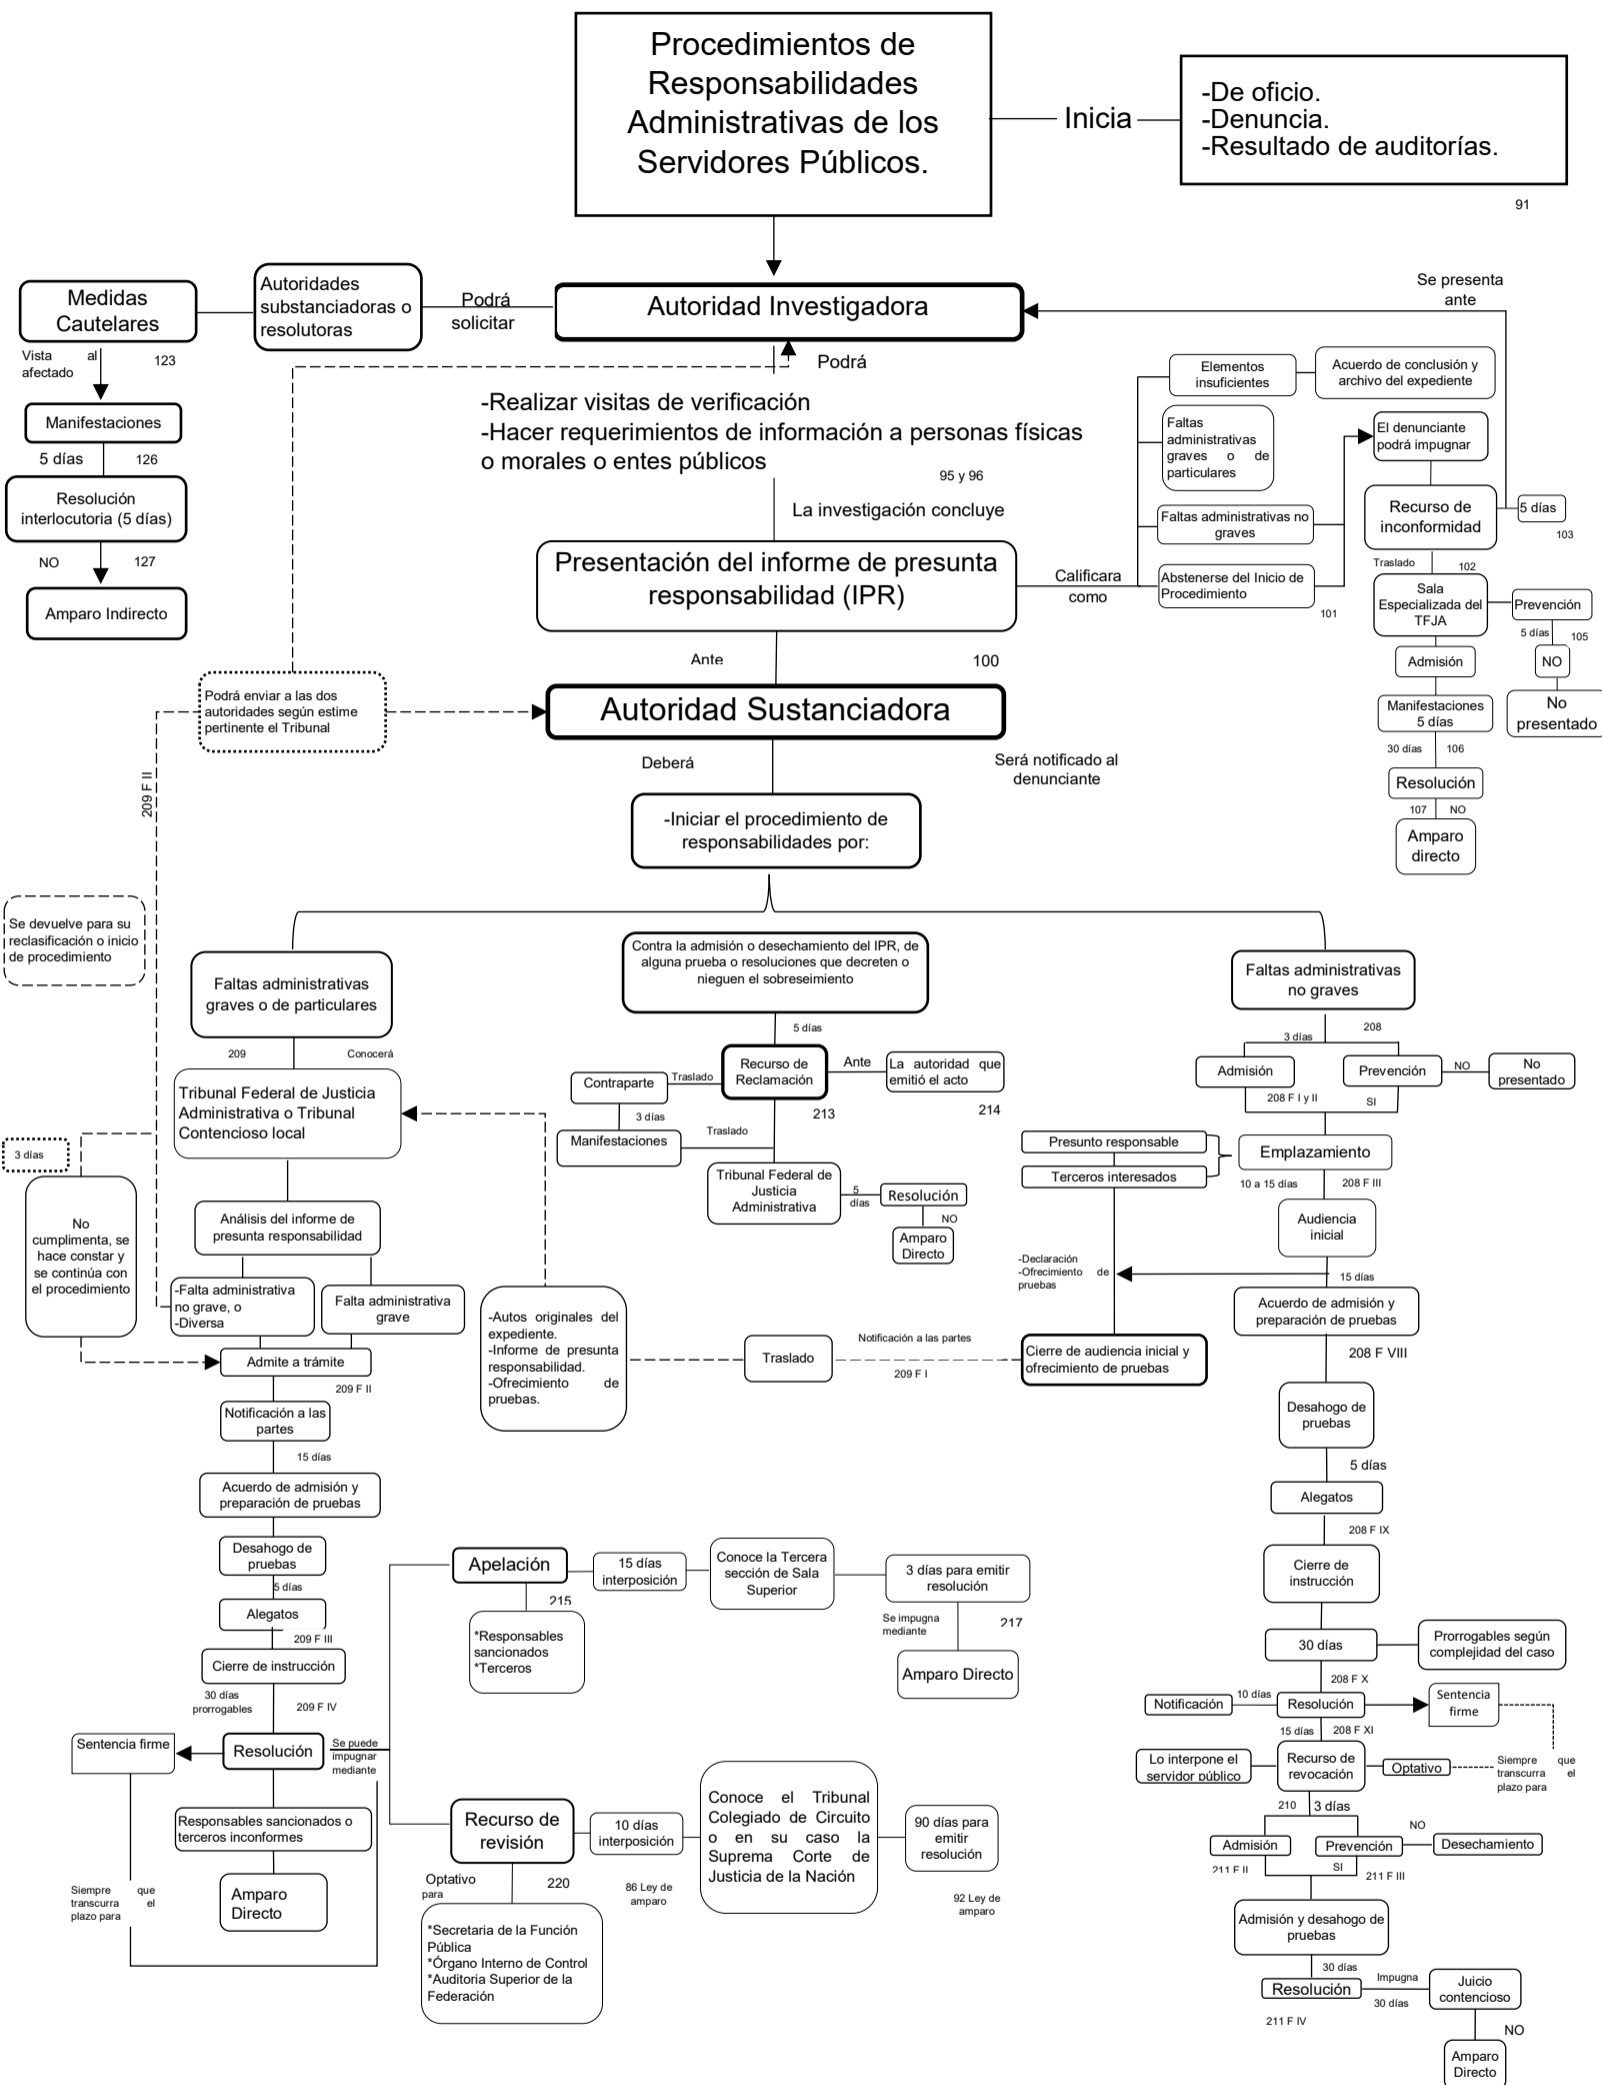 Procedimientos de
Responsabilidades
Administrativas de los
Servidores Públicos.
Inicia
-De oficio.
-Denuncia.
-Resultado de auditorías.
91
Medidas
Cautelares
Autoridades
substanciadoras o
resolutoras
Podrá
solicitar
Autoridad Investigadora
Se presenta
ante
Vista al
afectado
123
Manifestaciones
5 días
126
Resolución
interlocutoria (5 días)
NO
127
Amparo Indirecto
Podrá
-Realizar visitas de verificación
-Hacer requerimientos de información a personas físicas
o morales o entes públicos
95 y 96
La investigación concluye
Presentación del informe de presunta
responsabilidad (IPR)
Calificara
como
Elementos
insuficientes
Acuerdo de conclusión y
archivo del expediente
Faltas
administrativas
graves o de
particulares
Faltas administrativas no
graves
Abstenerse del Inicio de
Procedimiento
101
El denunciante
podrá impugnar
Recurso de
inconformidad
5 días
103
Traslado
102
Sala
Especializada del
TFJA
Prevención
5 días
105
NO
No
presentado
Admisión
Manifestaciones
5 días
30 días
106
Resolución
107
NO
Amparo
directo
Ante
100
Podrá enviar a las dos
autoridades según estime
pertinente el Tribunal
Autoridad Sustanciadora
Deberá
Será notificado al
denunciante
209 F II
-Iniciar el procedimiento de
responsabilidades por:
Se devuelve para su
reclasificación o inicio
de procedimiento
Faltas administrativas
graves o de particulares
209
Conocerá
Tribunal Federal de Justicia
Administrativa o Tribunal
Contencioso local
3 días
No
cumplimenta, se
hace constar y
se continúa con
el procedimiento
Análisis del informe de
presunta responsabilidad
-Falta administrativa
no grave, o
-Diversa
Falta administrativa
grave
Admite a trámite
209 F II
Notificación a las
partes
15 días
Acuerdo de admisión y
preparación de pruebas
Desahogo de
pruebas
5 días
Alegatos
209 F III
Cierre de instrucción
30 días
prorrogables
209 F IV
Sentencia firme
Resolución
Se puede
impugnar
mediante
Responsables sancionados o
terceros inconformes
Amparo
Directo
Siempre que
transcurra el
plazo para
Contra la admisión o desechamiento del IPR, de
alguna prueba o resoluciones que decreten o
nieguen el sobreseimiento
5 días
Recurso de
Reclamación
Ante
La autoridad que
emitió el acto
213
214
Contraparte
Traslado
3 días
Manifestaciones
Traslado
Tribunal Federal de
Justicia
Administrativa
5
días
Resolución
NO
Amparo
Directo
-Autos originales del
expediente.
-Informe de presunta
responsabilidad.
-Ofrecimiento de
pruebas.
Traslado
Notificación a las partes
209 F I
Cierre de audiencia inicial y
ofrecimiento de pruebas
Apelación
215
*Responsables
sancionados
*Terceros
15 días
interposición
Conoce la Tercera
sección de Sala
Superior
3 días para emitir
resolución
Se impugna
mediante
217
Amparo Directo
Recurso de
revisión
Optativo
para
220
*Secretaria de la Función
Pública
*Órgano Interno de Control
*Auditoria Superior de la
Federación
10 días
interposición
86 Ley de
amparo
Conoce el Tribunal
Colegiado de Circuito
o en su caso la
Suprema Corte de
Justicia de la Nación
90 días para
emitir
resolución
92 Ley de
amparo
Faltas administrativas
no graves
3 días
208
Admisión
Prevención
NO
No
presentado
208 F I y II
SI
Presunto responsable
Terceros interesados
Emplazamiento
10 a 15 días
208 F III
Audiencia
inicial
-Declaración
-Ofrecimiento de
pruebas
15 días
Acuerdo de admisión y
preparación de pruebas
208 F VIII
Desahogo de
pruebas
5 días
Alegatos
208 F IX
Cierre de
instrucción
30 días
Prorrogables según
complejidad del caso
208 F X
Notificación
10 días
Resolución
Sentencia
firme
15 días
208 F XI
Lo interpone el
servidor público
Recurso de
revocación
Optativo
Siempre que
transcurra el
plazo para
210
3 días
Admisión
Prevención
NO
Desechamiento
211 F II
SI
211 F III
Admisión y desahogo de
pruebas
30 días
Resolución
Impugna
30 días
Juicio
contencioso
211 F IV
NO
Amparo
Directo